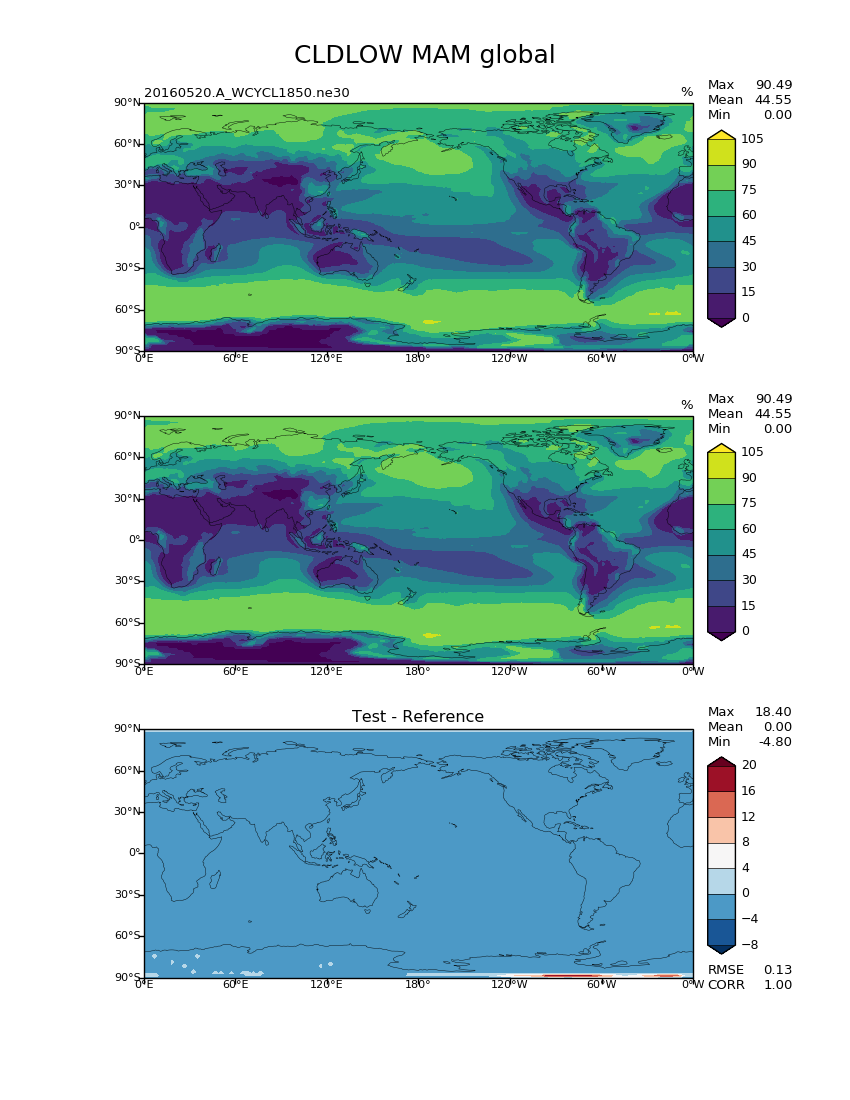 CLDLOW MAM global
20160520.A_WCYCL1850.ne30
%
Max 90.49
Mean 44.55
Min 0.00
90°N
60°N
30°N
0°
30°S
60°S
90°S
0°E 60°E 120°E 180° 120°W 60°W 0°W
105
90
75
60
45
30
15
0
%
Max 90.49
Mean 44.55
Min 0.00
90°N
60°N
30°N
0°
30°S
60°S
90°S
0°E 60°E 120°E 180° 120°W 60°W 0°W
105
90
75
60
45
30
15
0
Test - Reference
Max 18.40
Mean 0.00
Min -4.80
90°N
60°N
30°N
0°
30°S
60°S
90°S
0°E 60°E 120°E 180° 120°W 60°W 0°W
20
16
12
8
4
0
−4
−8
RMSE 0.13
CORR 1.00